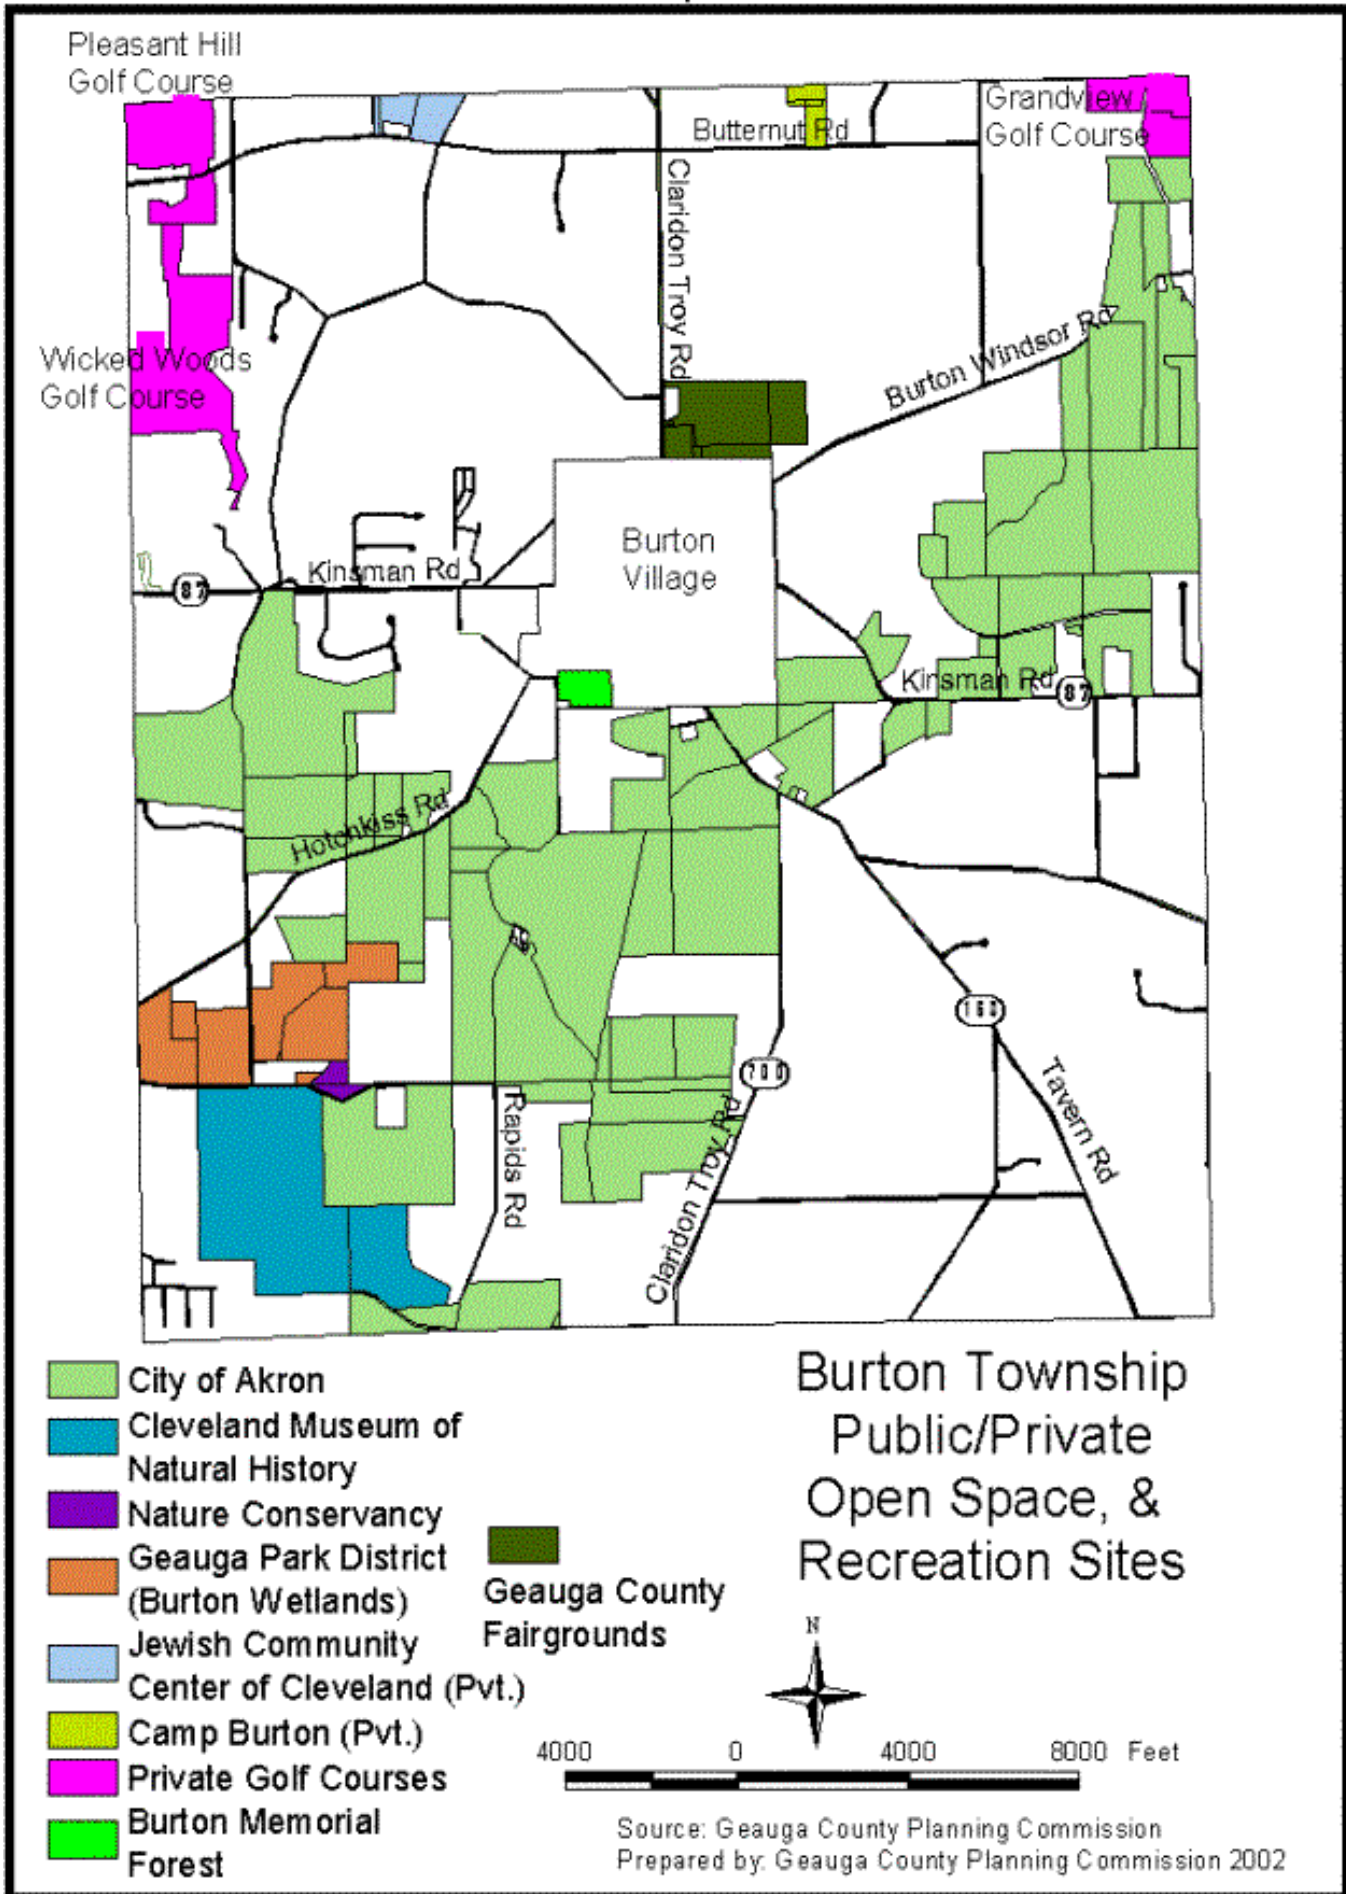 Pleasant Hill
Golf Course
Grandview
Golf Course
Butternut Rd
Claridon Troy Rd
Burton Windsor Rd
Wicked Woods
Golf Course
Burton
Village
Kinsman Rd
87
Kinsman Rd
87
Hotchkiss Rd
168
700
Tavern Rd
Rapids Rd
Claridon Troy Rd
City of Akron
Cleveland Museum of
Natural History
Nature Conservancy
Geauga Park District
(Burton Wetlands)
Jewish Community
Center of Cleveland (Pvt.)
Camp Burton (Pvt.)
Private Golf Courses
Burton Memorial
Forest
Geauga County
Fairgrounds
Burton Township
Public/Private
Open Space, &
Recreation Sites
N
4000 0 4000 8000 Feet
Source: Geauga County Planning Commission
Prepared by: Geauga County Planning Commission 2002